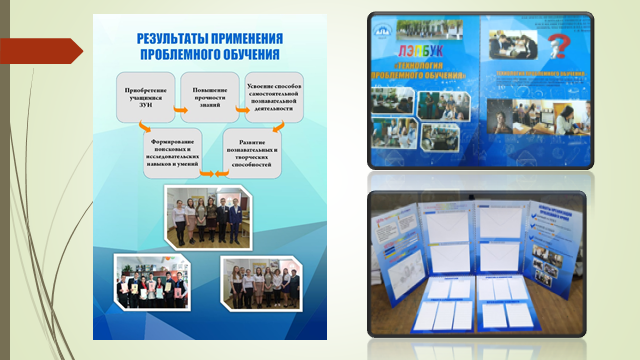 РЕЗУЛЬТАТЫ ПРИМЕНЕНИЯ
ПРОБЛЕМНОГО ОБУЧЕНИЯ
Приобретение
учащимися
ЗУН
Повышение
прочности
знаний
Усвоение способов
самостоятельной
познавательной
деятельности
Формирование
поисковых и
исследовательских
навыков и умений
Развитие
познавательных и
творческих
способностей
ЛЭПБУК
«ТЕХНОЛОГИЯ
ПРОБЛЕМНОГО ОБУЧЕНИЯ»
?